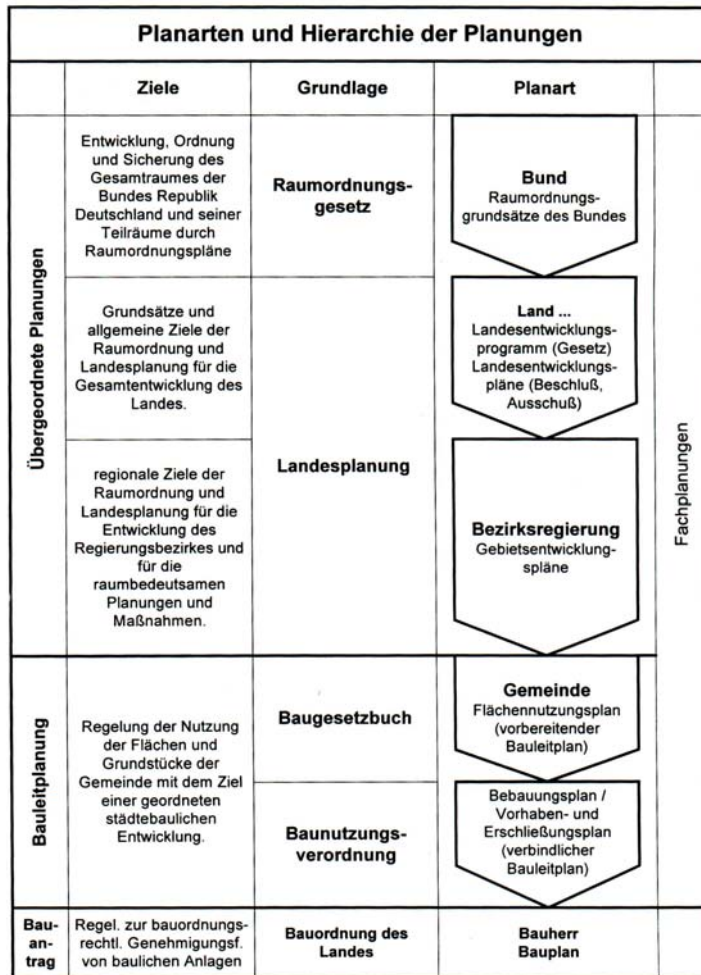 Planarten und Hierarchie der Planungen
Ziele
Grundlage
Planart
Übergeordnete Planungen
Entwicklung, Ordnung
und Sicherung des
Gesamtraumes der
Bundes Republik
Deutschland und seiner
Teilräume durch
Raumordnungspläne
Raumordnungs-
gesetz
Bund
Raumordnungs-
grundsätze des Bundes
Grundsätze und
allgemeine Ziele der
Raumordnung und
Landesplanung für die
Gesamtentwicklung des
Landes.
Landesplanung
Land ...
Landesentwicklungs-
programm (Gesetz)
Landesentwicklungs-
pläne (Beschluß,
Ausschuß)
regionale Ziele der
Raumordnung und
Landesplanung für die
Entwicklung des
Regierungsbezirkes und
für die
raumbedeutsamen
Planungen und
Maßnahmen.
Bezirksregierung
Gebietsentwicklung-
spläne
Fachplanungen
Bauleitplanung
Regelung der Nutzung
der Flächen und
Grundstücke der
Gemeinde mit dem Ziel
einer geordneten
städtebaulichen
Entwicklung.
Baugesetzbuch
Gemeinde
Flächennutzungsplan
(vorbereitender
Bauleitplan)
Baunutzungs-
verordnung
Bebauungsplan /
Vorhaben- und
Erschließungsplan
(verbindlicher
Bauleitplan)
Bau-
an-
trag
Regel. zur bauordnungs-
rechtl. Genehmigungsf.
von baulichen Anlagen
Bauordnung des
Landes
Bauherr
Bauplan